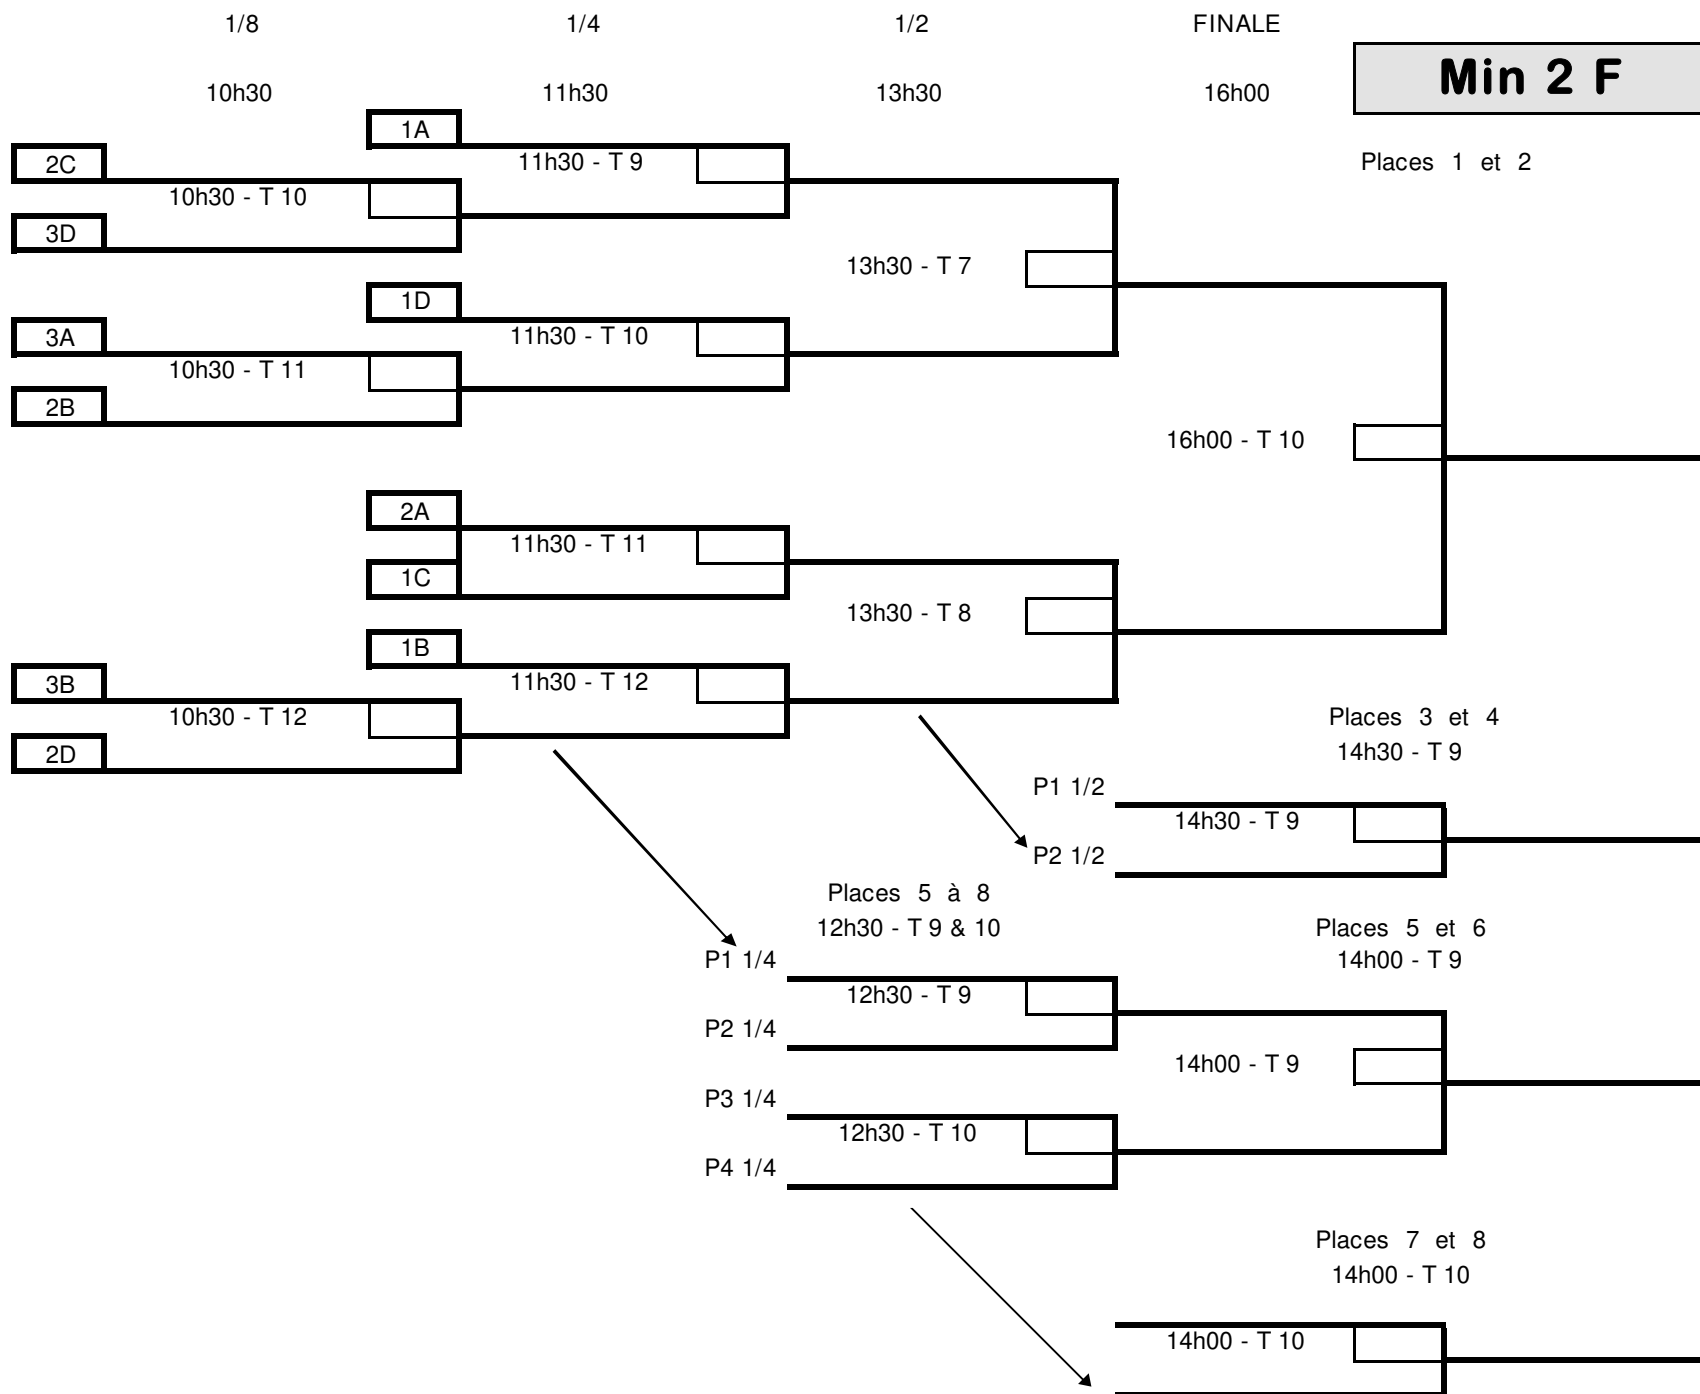 1/8 1/4 1/2 FINALE
Min 2 F
10h30 11h30 13h30 16h00
1A
2C 11h30 - T 9 Places 1 et 2
10h30 - T 10
3D
13h30 - T 7
1D
3A 11h30 - T 10
10h30 - T 11
2B
16h00 - T 10
2A
11h30 - T 11
1C
13h30 - T 8
1B
3B 11h30 - T 12
10h30 - T 12 Places 3 et 4
2D 14h30 - T 9
P1 1/2
14h30 - T 9
P2 1/2
Places 5 à 8
12h30 - T 9 & 10 Places 5 et 6
P1 1/4 14h00 - T 9
12h30 - T 9
P2 1/4
14h00 - T 9
P3 1/4
12h30 - T 10
P4 1/4
Places 7 et 8
14h00 - T 10
14h00 - T 10